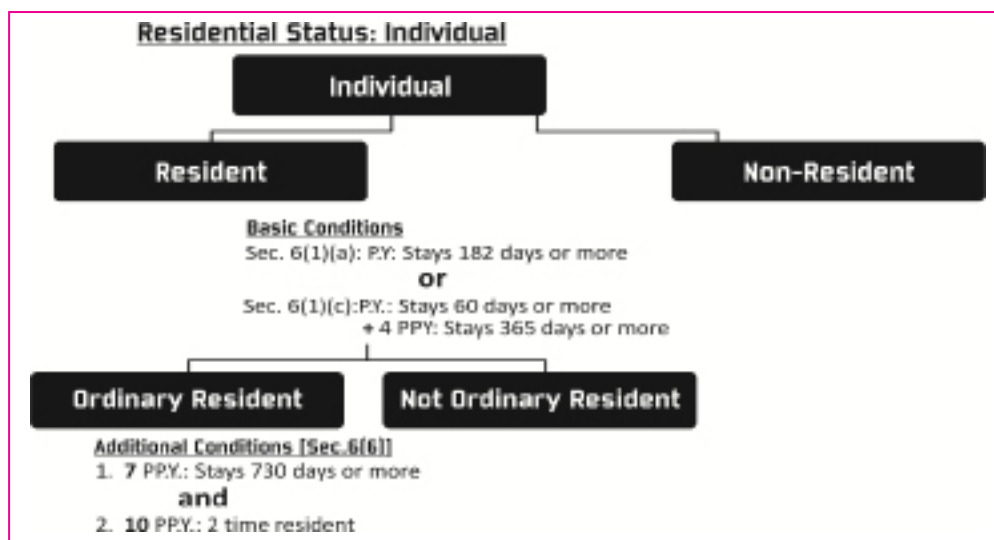 Residential Status: Individual
Individual
Resident
Non-Resident
Basic Conditions
Sec. 6(1)(a): P.Y: Stays 182 days or more
or
Sec. 6(1)(c):P.Y.: Stays 60 days or more
+ 4 PPY: Stays 365 days or more
Ordinary Resident
Not Ordinary Resident
Additional Conditions [Sec.6(6)]
1. 7 PP.Y.: Stays 730 days or more
and
2. 10 PP.Y.: 2 time resident